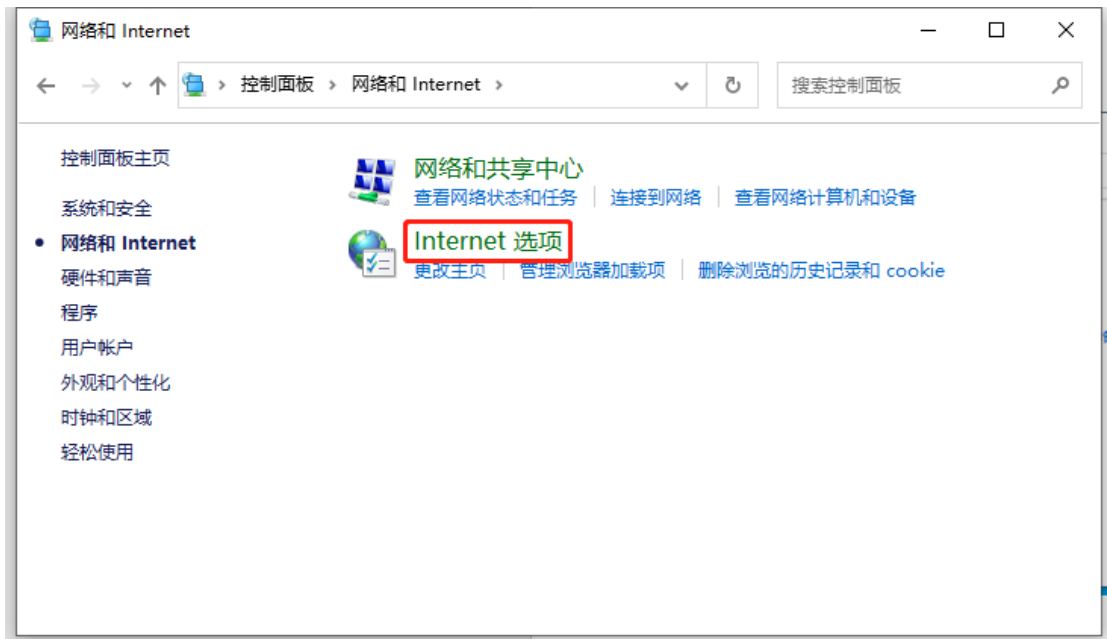 网络和 Internet
控制面板 › 网络和 Internet ›
搜索控制面板
控制面板主页
系统和安全
网络和 Internet
硬件和声音
程序
用户帐户
外观和个性化
时钟和区域
轻松使用
网络和共享中心
查看网络状态和任务 连接到网络 查看网络计算机和设备
Internet 选项
更改主页 管理浏览器加载项 删除浏览的历史记录和 cookie